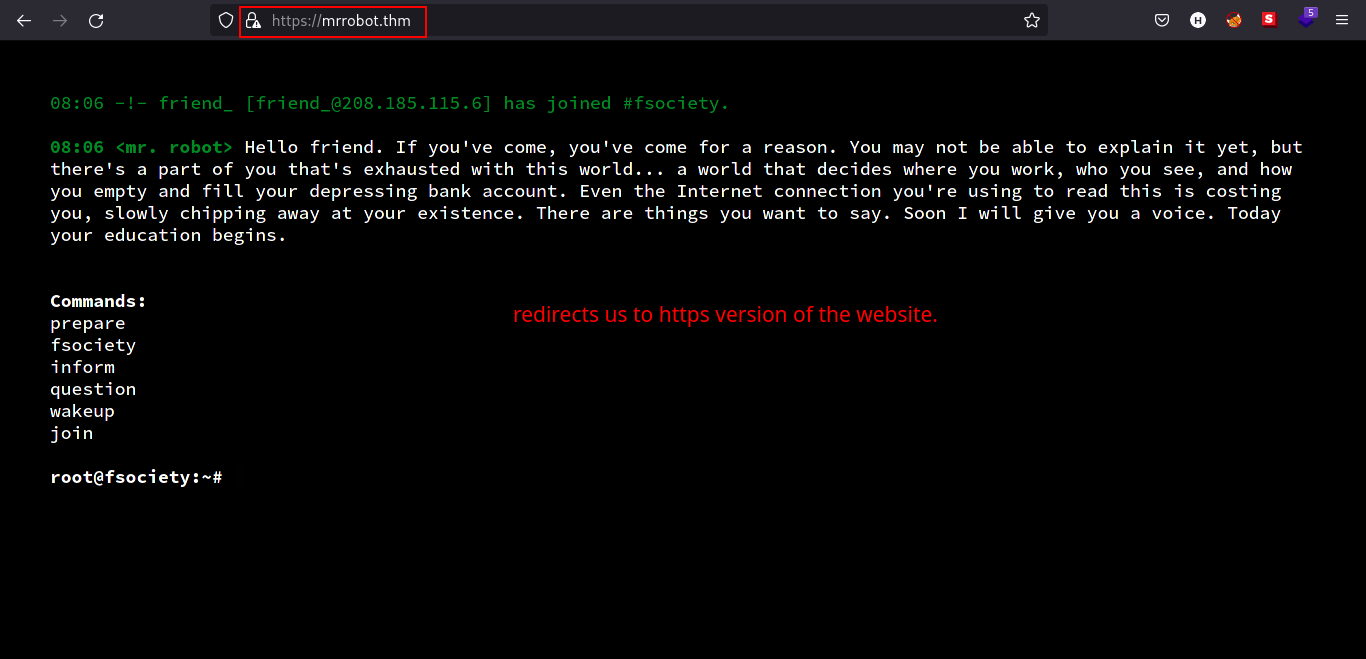 https://mrrobot.thm
H
S
5
08:06 -!- friend_ [friend_@208.185.115.6] has joined #fsociety.
08:06 <mr. robot> Hello friend. If you've come, you've come for a reason. You may not be able to explain it yet, but
there's a part of you that's exhausted with this world... a world that decides where you work, who you see, and how
you empty and fill your depressing bank account. Even the Internet connection you're using to read this is costing
you, slowly chipping away at your existence. There are things you want to say. Soon I will give you a voice. Today
your education begins.
Commands:
prepare
redirects us to https version of the website.
fsociety
inform
question
wakeup
join
root@fsociety:~#